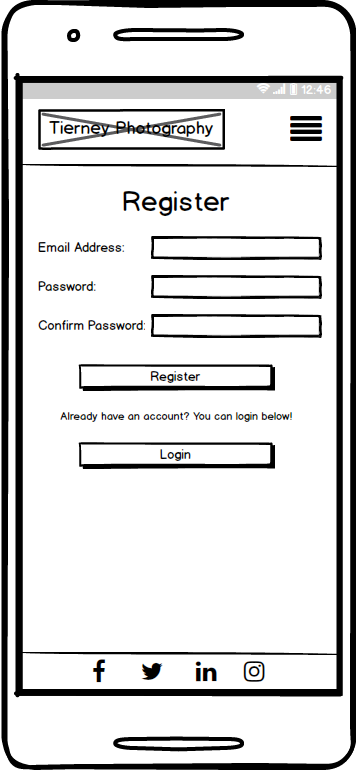 12:46
Tierney Photography
Register
Email Address:
Password:
Confirm Password:
Register
Already have an account? You can login below!
Login